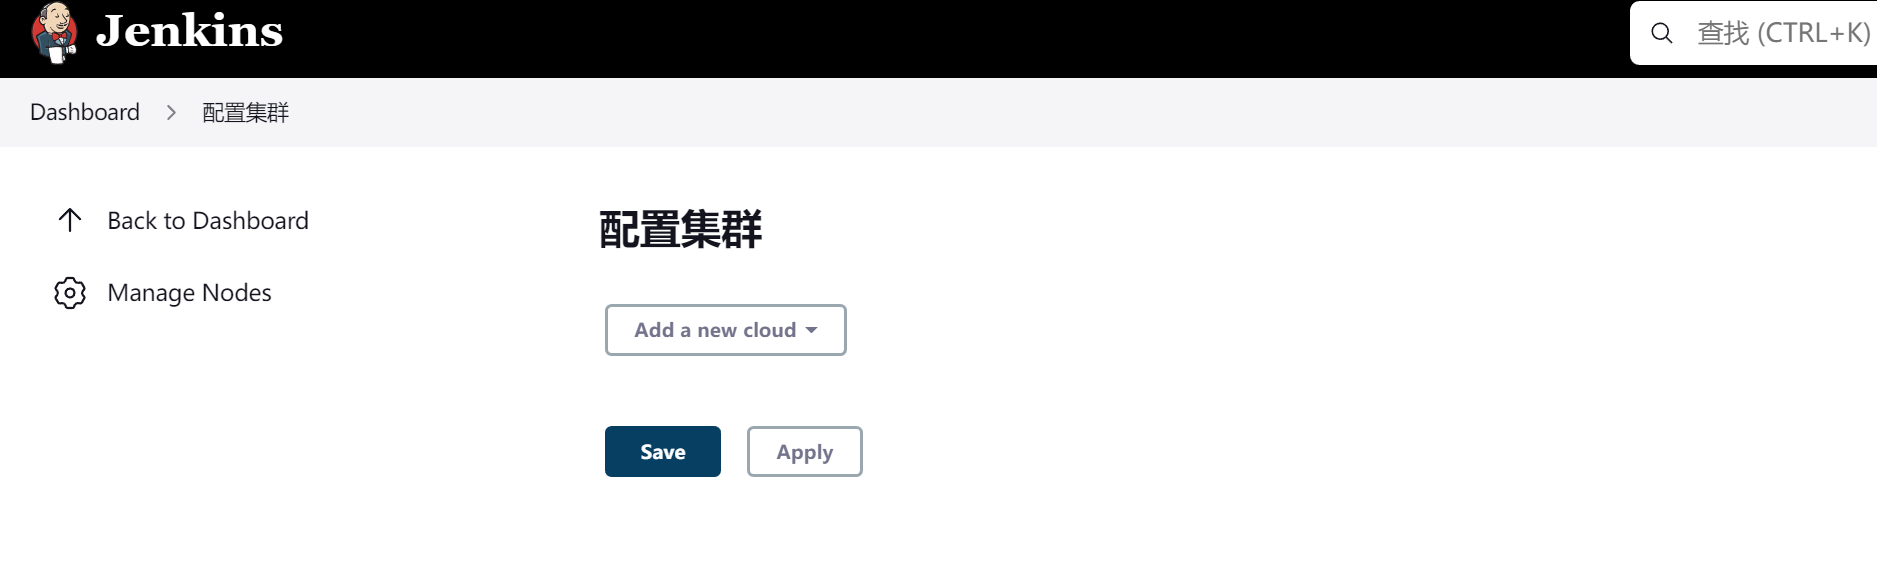 Jenkins
查找 (CTRL+K)
Dashboard
配置集群
Back to Dashboard
Manage Nodes
配置集群
Add a new cloud
Save
Apply